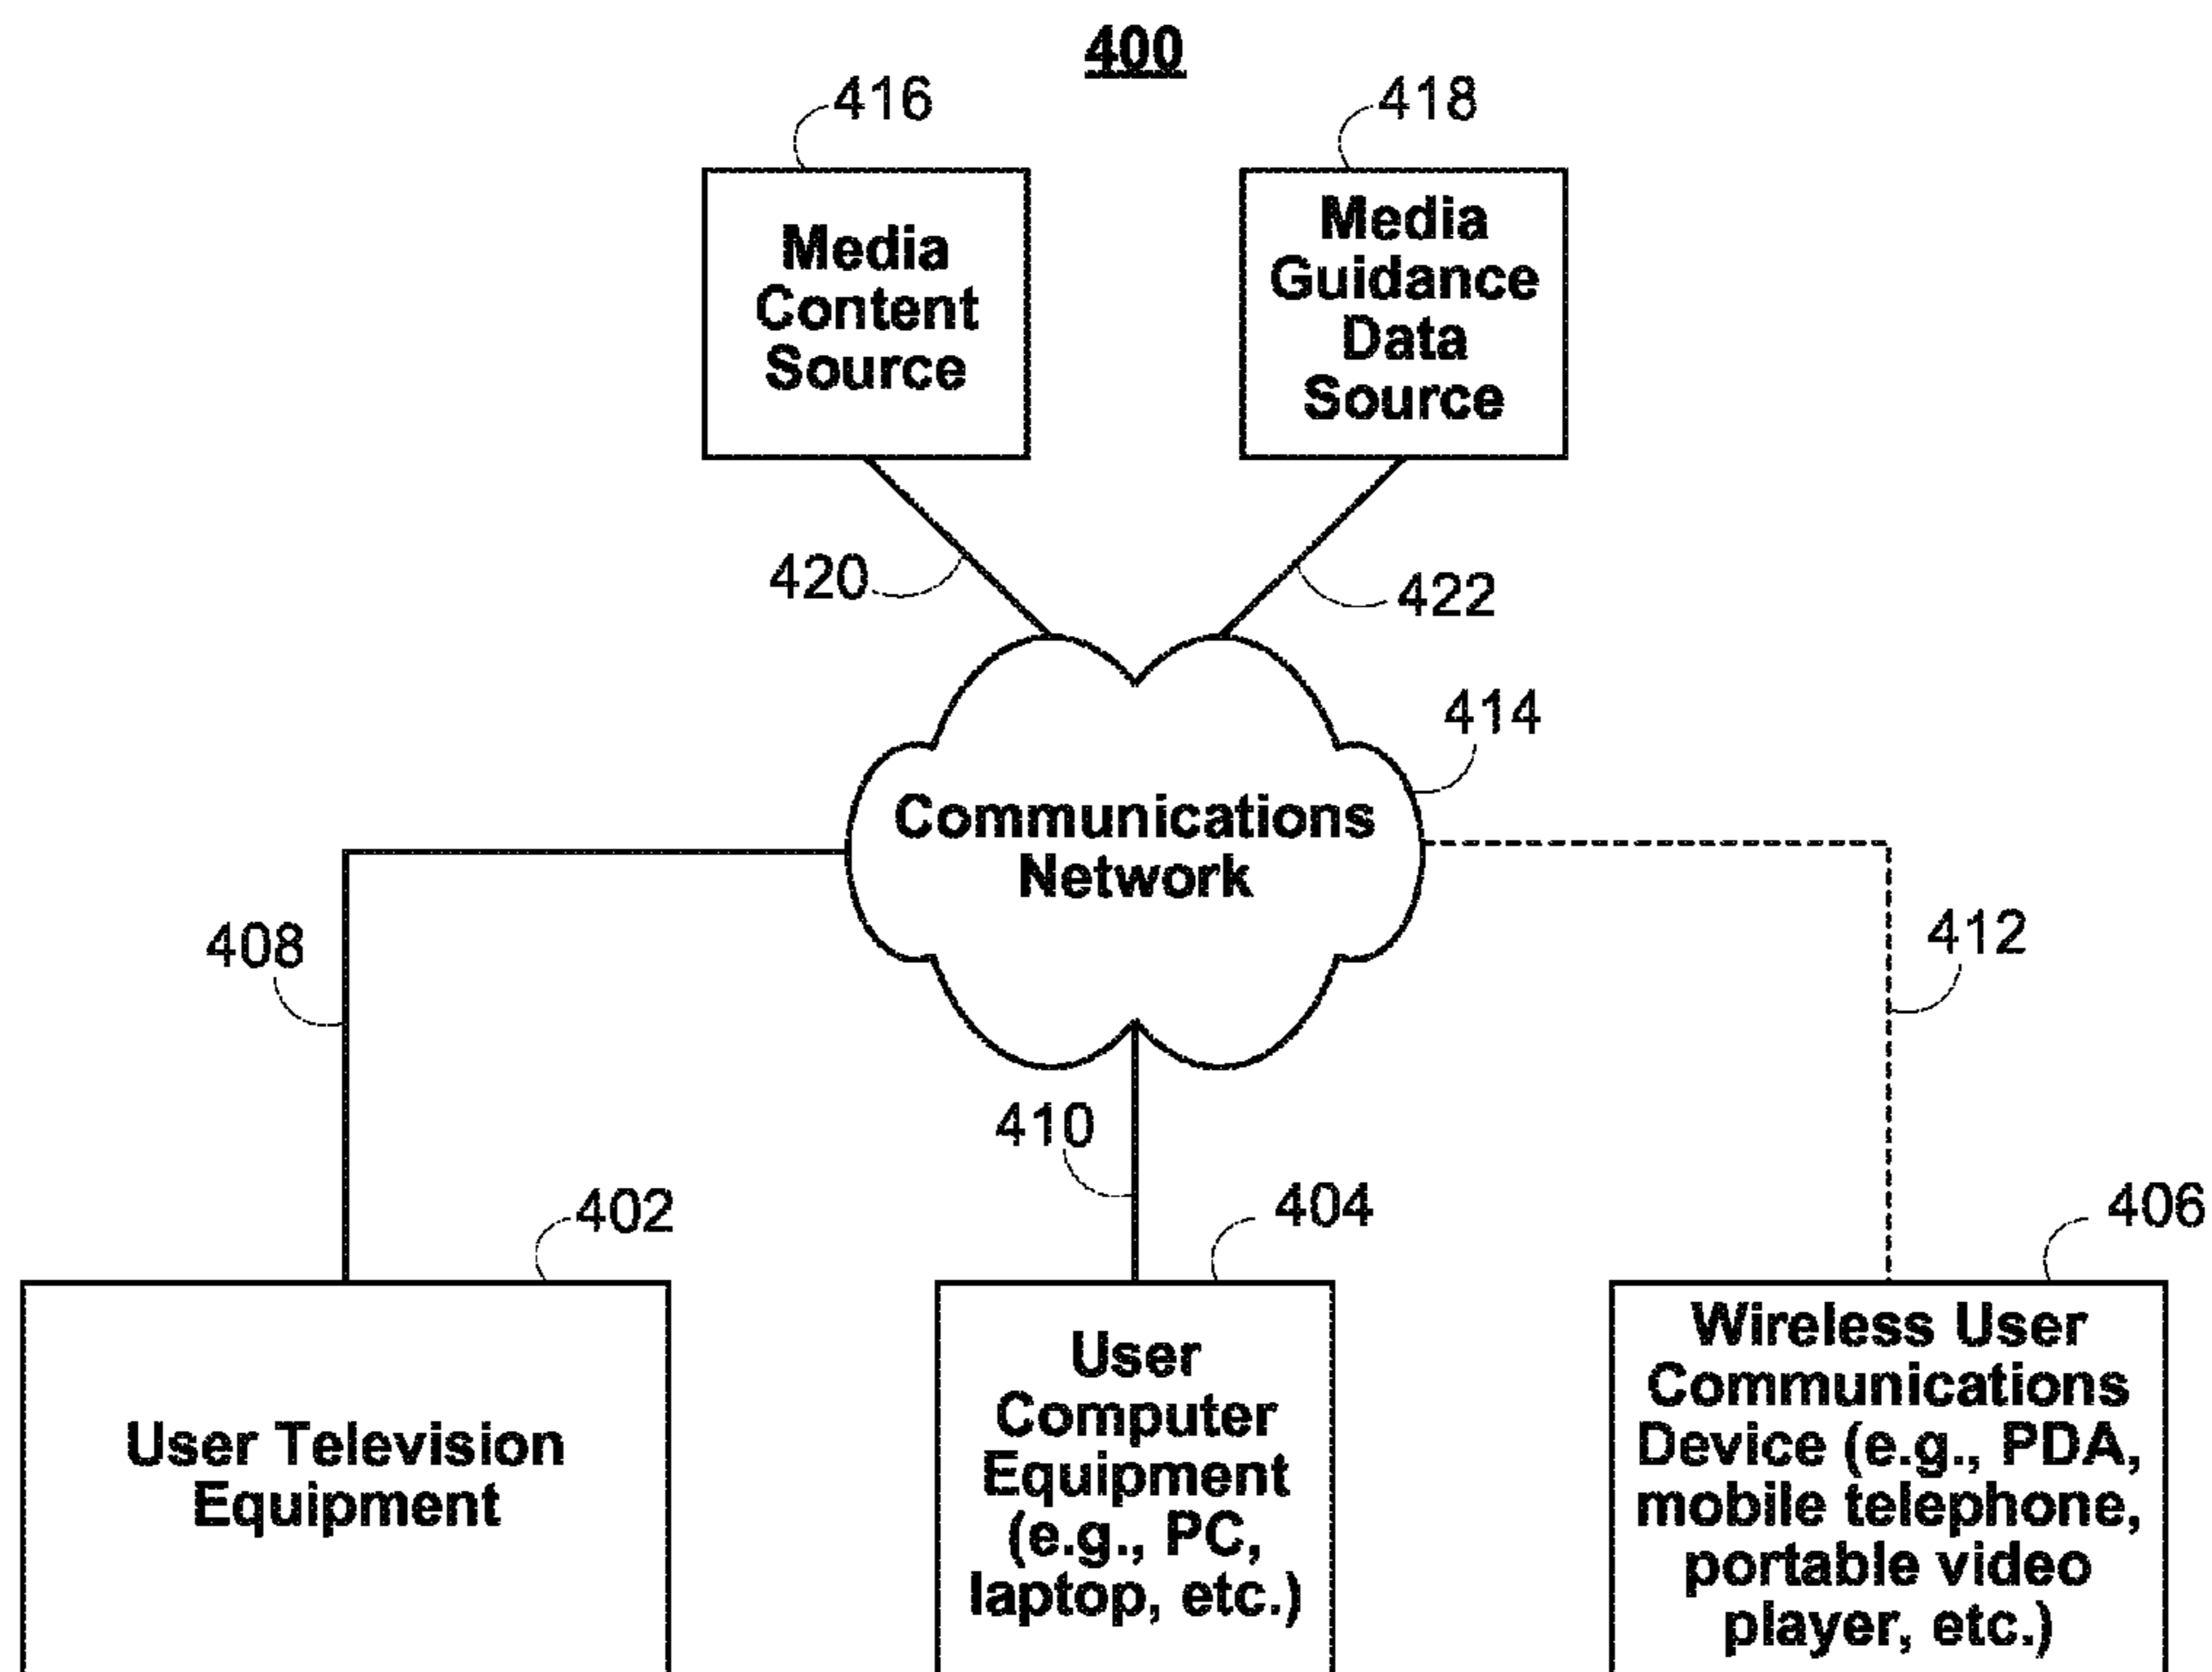 400
416
418
Media
Content
Source
Media
Guidance
Data
Source
420
422
414
Communications
Network
408
412
410
402
404
406
User Television
Equipment
User
Computer
Equipment
(e.g., PC,
laptop, etc.)
Wireless User
Communications
Device (e.g., PDA,
mobile telephone,
portable video
player, etc.)